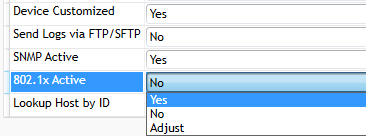 Device Customized Yes
Send Logs via FTP/SFTP No
SNMP Active Yes
802.1x Active No
Lookup Host by ID Yes
No
Adjust